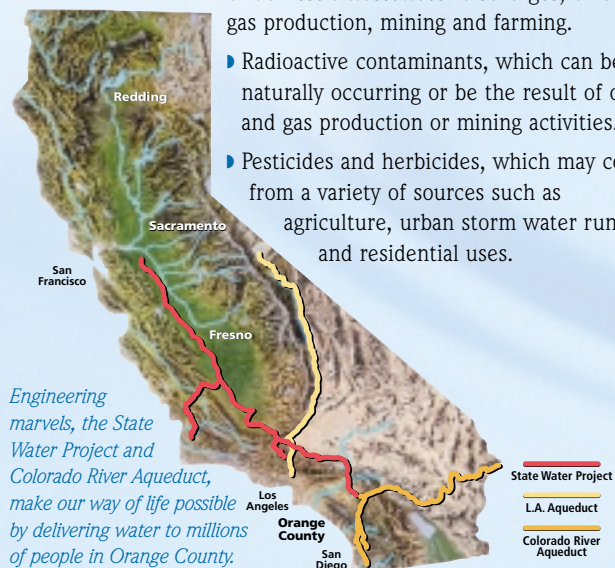 gas production, mining and farming.
◗ Radioactive contaminants, which can be
naturally occurring or be the result of
and gas production or mining activities.
◗ Pesticides and herbicides, which may
from a variety of sources such as
agriculture, urban storm water
and residential uses.
Redding
Sacramento
San
Francisco
Fresno
Engineering
marvels, the State
Water Project and
Colorado River Aqueduct,
make our way of life possible
by delivering water to millions
of people in Orange County.
Los
Angeles
Orange
County
San
Diego
State Water Project
L.A. Aqueduct
Colorado River
Aqueduct